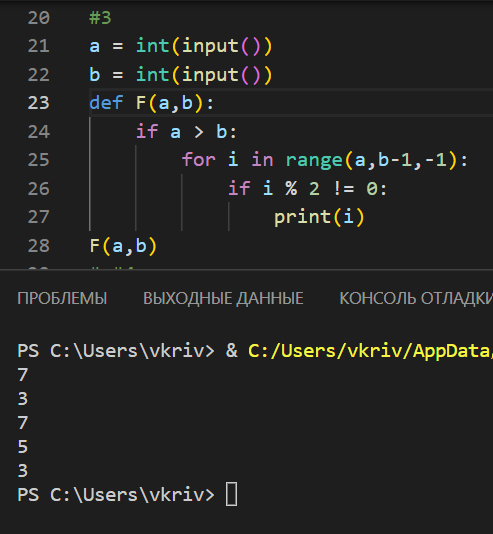 20 #3
21 a = int(input())
22 b = int(input())
23 def F(a,b):
24     if a > b:
25         for i in range(a,b-1,-1):
26             if i % 2 != 0:
27                 print(i)
28 F(a,b)
ПРОБЛЕМЫ ВЫХОДНЫЕ ДАННЫЕ КОНСОЛЬ ОТЛАДКИ
PS C:\Users\vkriv> & C:/Users/vkriv/AppData/
7
3
7
5
3
PS C:\Users\vkriv>